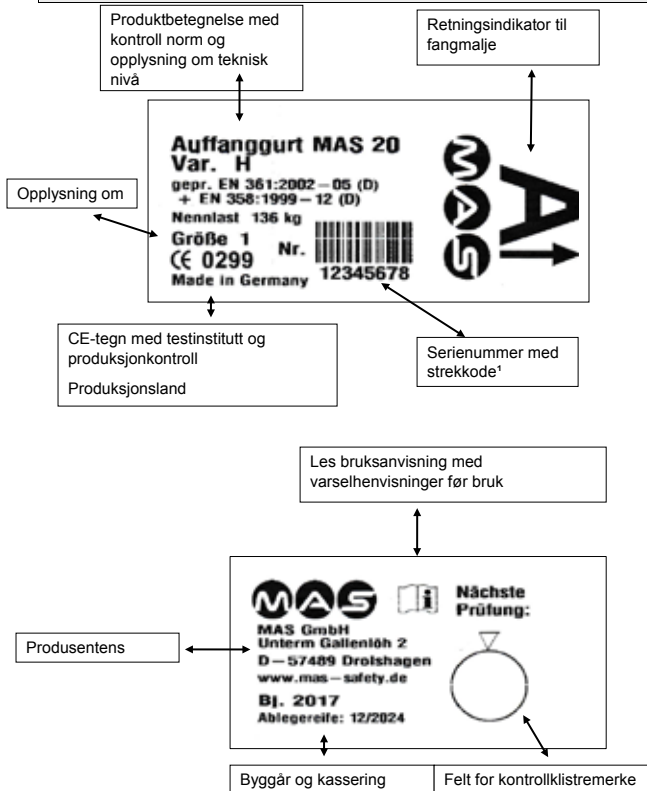 Produktbetegnelse med
kontroll norm og
opplysning om teknisk
nivå
Retningsindikator til
fangmalje
Auffanggurt MAS 20
Var. H
gepr. EN 361:2002–05 (D)
+ EN 358:1999–12 (D)
Nennlast 136 kg
Größe 1
Nr.
CE 0299
12345678
Made in Germany
MAS
A
Opplysning om
CE-tegn med testinstitutt og
produksjonkontroll
Produksjonsland
Serienummer med
strekkode¹
Les bruksanvisning med
varselhenvisninger før bruk
MAS
i
Nächste
Prüfung:
MAS GmbH
Unterm Gallenlöh 2
D–57489 Drolshagen
www.mas–safety.de
Bj. 2017
Ablegereife: 12/2024
Produsentens
Byggår og kassering
Felt for kontrollklistremerke